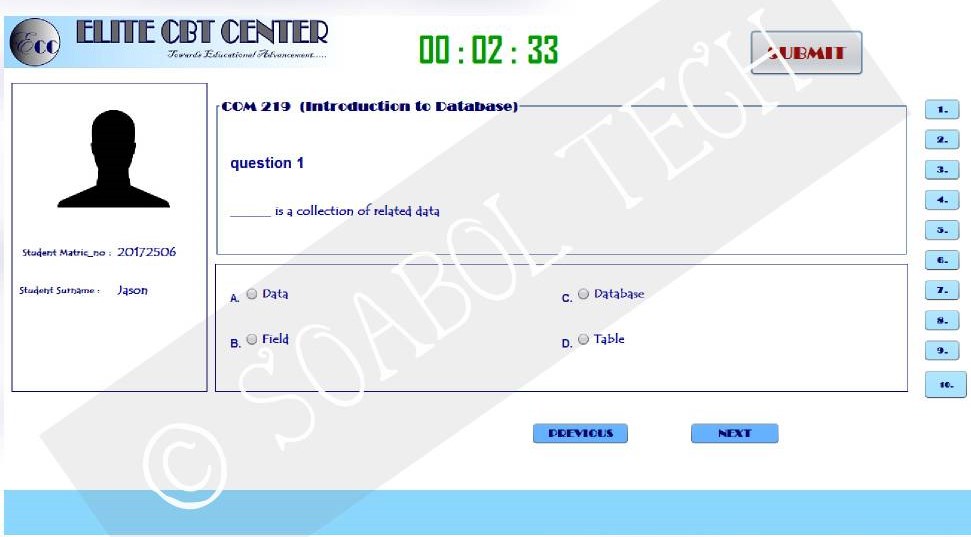 Ecc ELITE CBT CENTER
Towards Educational Advancement.....
00 : 02 : 33
SUBMIT
Student Matric_no : 20172506
Student Surname : Jason
COM 219 (Introduction to Database)
question 1
______ is a collection of related data
A. Data
B. Field
C. Database
D. Table
PREVIOUS
NEXT
1.
2.
3.
4.
5.
6.
7.
8.
9.
10.
© SOABOL TECH